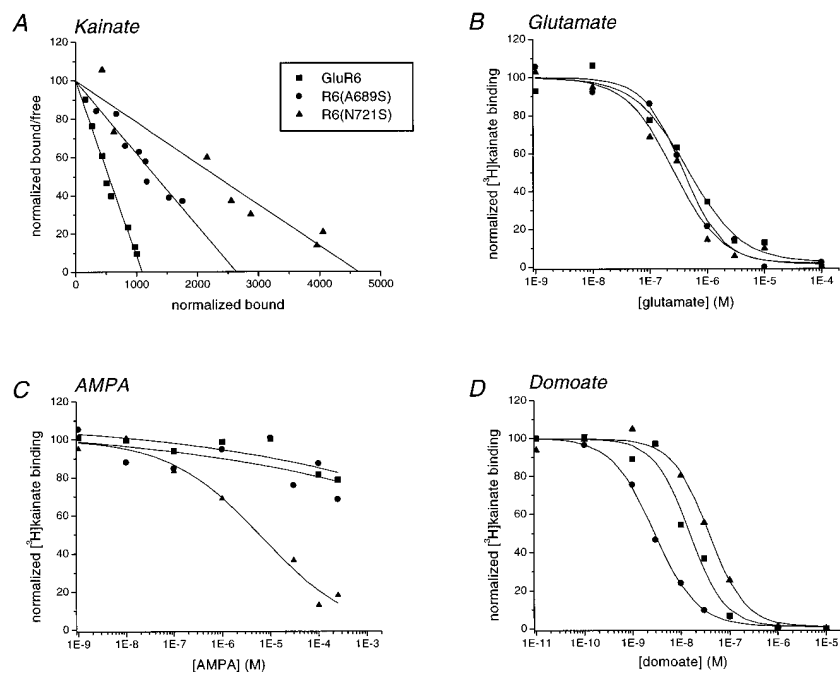 A
Kainate
normalized bound/free
120
100
80
60
40
20
0
0 1000 2000 3000 4000 5000
normalized bound
GluR6
R6(A689S)
R6(N721S)
B
Glutamate
normalized [³H]kainate binding
120
100
80
60
40
20
0
1E-9 1E-8 1E-7 1E-6 1E-5 1E-4
[glutamate] (M)
C
AMPA
normalized [³H]kainate binding
120
100
80
60
40
20
0
1E-9 1E-8 1E-7 1E-6 1E-5 1E-4 1E-3
[AMPA] (M)
D
Domoate
normalized [³H]kainate binding
120
100
80
60
40
20
0
1E-11 1E-10 1E-9 1E-8 1E-7 1E-6 1E-5
[domoate] (M)